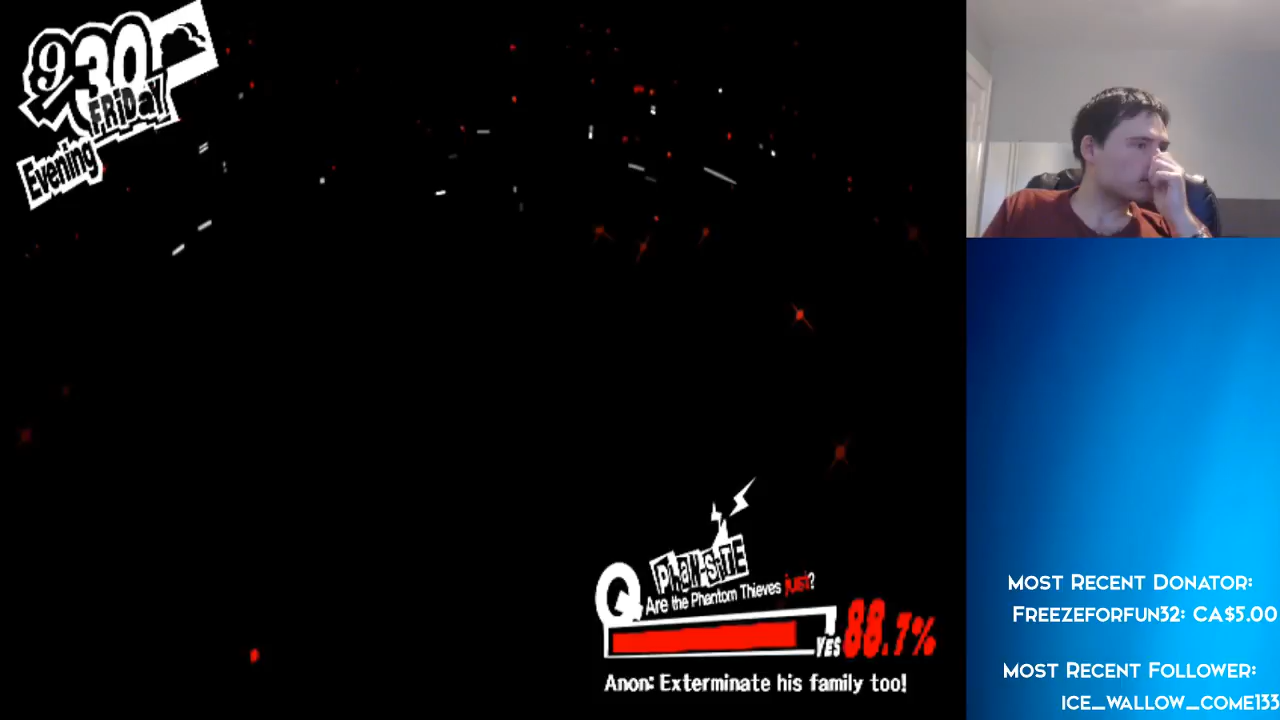 9/30
FRiDaY
Evening
PhaN-SITE
Q Are the Phantom Thieves just?
YES 88.7%
Anon: Exterminate his family too!
MOST RECENT DONATOR:
FREEZEFORFUN32: CA$5.00
MOST RECENT FOLLOWER:
ICE_WALLOW_COME133